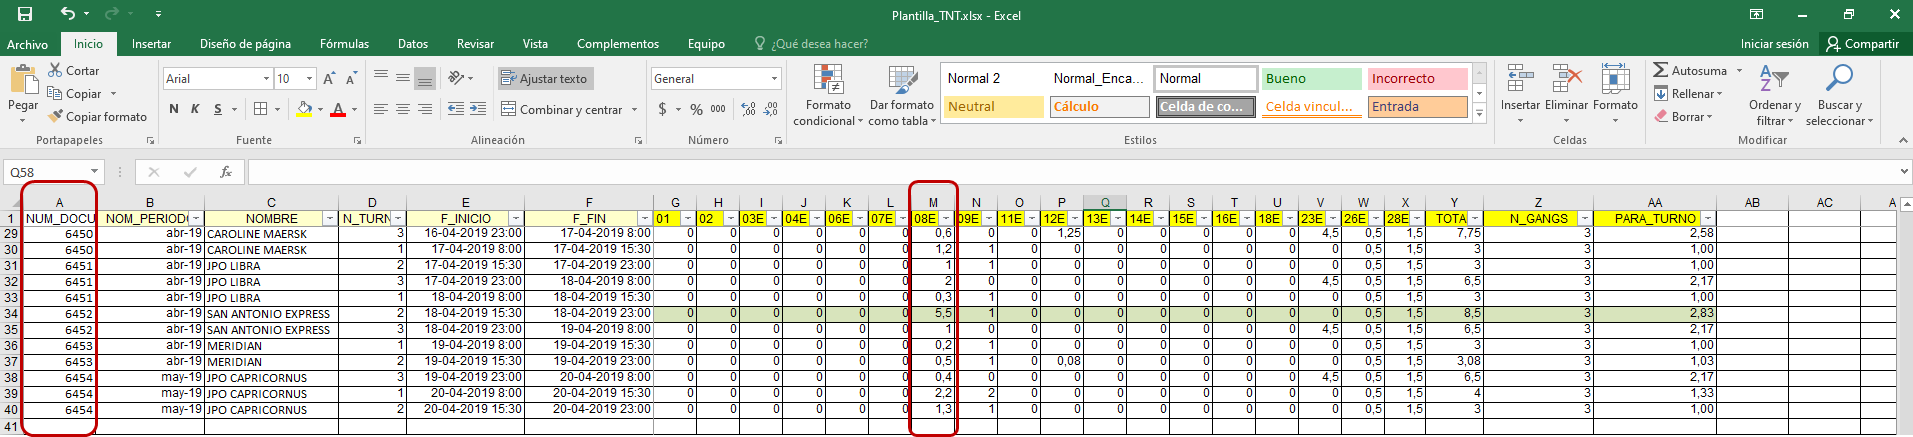 Plantilla_TNT.xlsx - Excel
Archivo Inicio Insertar Diseño de página Fórmulas Datos Revisar Vista Complementos Equipo ¿Qué desea hacer? Iniciar sesión Compartir
Pegar Cortar Copiar Copiar formato
Arial 10 N K S A A A
Ajustar texto
Combinar y centrar
General $ % 000
Formato condicional Dar formato como tabla
Normal 2 Normal_Enca... Normal Bueno Incorrecto
Neutral Cálculo Celda de co... Celda vincul... Entrada
Insertar Eliminar Formato
Autosuma Rellenar Borrar
Ordenar y filtrar Buscar y seleccionar
Portapapeles Fuente Alineación Número Estilos Celdas Modificar
Q58 fx
A B C D E F G H I J K L M N O P Q R S T U V W X Y Z AA AB AC A
1 NUM_DOCU NOM_PERIOD NOMBRE N_TURN F_INICIO F_FIN 01 02 03E 04E 06E 07E 08E 09E 11E 12E 13E 14E 15E 16E 18E 23E 26E 28E TOTA N_GANGS PARA_TURNO
29 6450 abr-19 CAROLINE MAERSK 3 16-04-2019 23:00 17-04-2019 8:00 0 0 0 0 0 0 0,6 0 0 1,25 0 0 0 0 0 4,5 0,5 1,5 7,75 3 2,58
30 6450 abr-19 CAROLINE MAERSK 1 17-04-2019 8:00 17-04-2019 15:30 0 0 0 0 0 0 1,2 1 0 0 0 0 0 0 0 0 0,5 1,5 3 3 1,00
31 6451 abr-19 JPO LIBRA 2 17-04-2019 15:30 17-04-2019 23:00 0 0 0 0 0 0 1 1 0 0 0 0 0 0 0 0 0,5 1,5 3 3 1,00
32 6451 abr-19 JPO LIBRA 3 17-04-2019 23:00 18-04-2019 8:00 0 0 0 0 0 0 2 0 0 0 0 0 0 0 0 4,5 0,5 1,5 6,5 3 2,17
33 6451 abr-19 JPO LIBRA 1 18-04-2019 8:00 18-04-2019 15:30 0 0 0 0 0 0 0,3 1 0 0 0 0 0 0 0 0 0,5 1,5 3 3 1,00
34 6452 abr-19 SAN ANTONIO EXPRESS 2 18-04-2019 15:30 18-04-2019 23:00 0 0 0 0 0 0 5,5 1 0 0 0 0 0 0 0 0 0,5 1,5 8,5 3 2,83
35 6452 abr-19 SAN ANTONIO EXPRESS 3 18-04-2019 23:00 19-04-2019 8:00 0 0 0 0 0 0 1 0 0 0 0 0 0 0 0 4,5 0,5 1,5 6,5 3 2,17
36 6453 abr-19 MERIDIAN 1 19-04-2019 8:00 19-04-2019 15:30 0 0 0 0 0 0 0,2 1 0 0 0 0 0 0 0 0 0,5 1,5 3 3 1,00
37 6453 abr-19 MERIDIAN 2 19-04-2019 15:30 19-04-2019 23:00 0 0 0 0 0 0 0,5 1 0 0,08 0 0 0 0 0 0 0,5 1,5 3,08 3 1,03
38 6454 may-19 JPO CAPRICORNUS 3 19-04-2019 23:00 20-04-2019 8:00 0 0 0 0 0 0 0,4 0 0 0 0 0 0 0 0 4,5 0,5 1,5 6,5 3 2,17
39 6454 may-19 JPO CAPRICORNUS 1 20-04-2019 8:00 20-04-2019 15:30 0 0 0 0 0 0 2,2 2 0 0 0 0 0 0 0 0 0,5 1,5 4 3 1,33
40 6454 may-19 JPO CAPRICORNUS 2 20-04-2019 15:30 20-04-2019 23:00 0 0 0 0 0 0 1,3 1 0 0 0 0 0 0 0 0 0,5 1,5 3 3 1,00
41